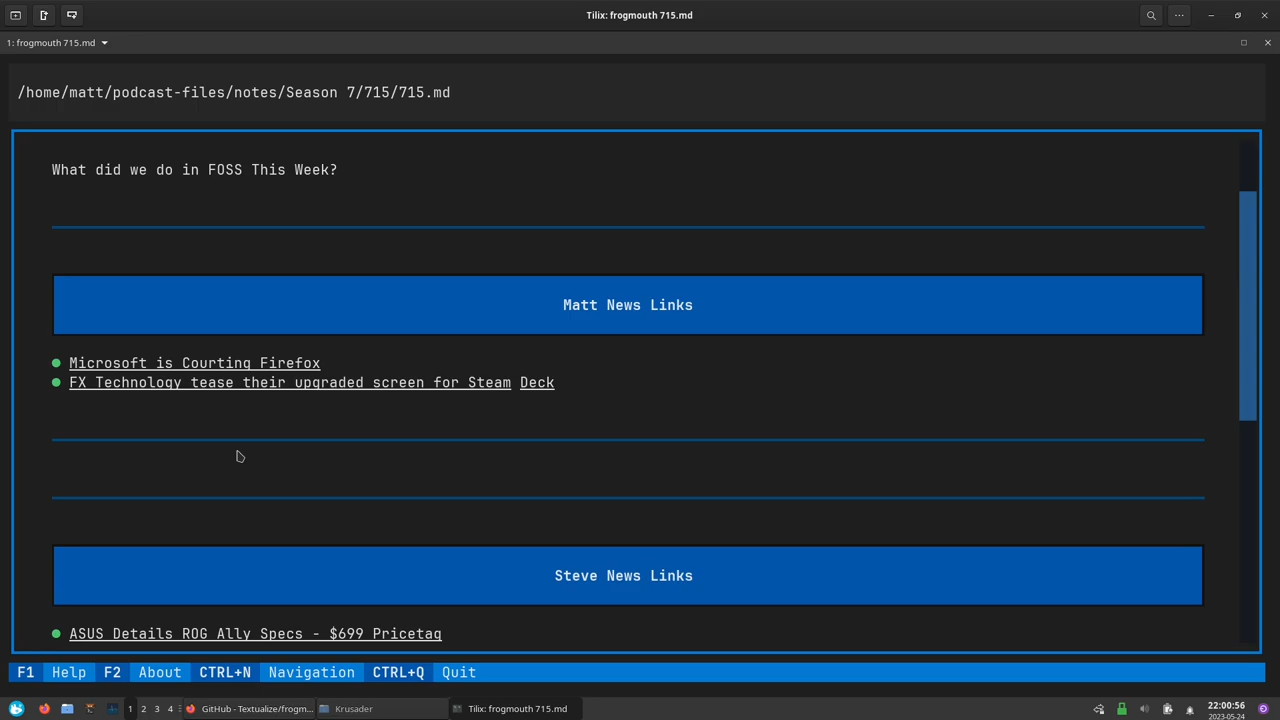 Tilix: frogmouth 715.md
1: frogmouth 715.md
/home/matt/podcast-files/notes/Season 7/715/715.md
What did we do in FOSS This Week?
Matt News Links
Microsoft is Courting Firefox
FX Technology tease their upgraded screen for Steam Deck
Steve News Links
ASUS Details ROG Ally Specs - $699 Pricetag
F1 Help F2 About CTRL+N Navigation CTRL+Q Quit
1 2 3 4 GitHub - Textualize/frogm... Krusader Tilix: frogmouth 715.md 22:00:56
2023-05-24